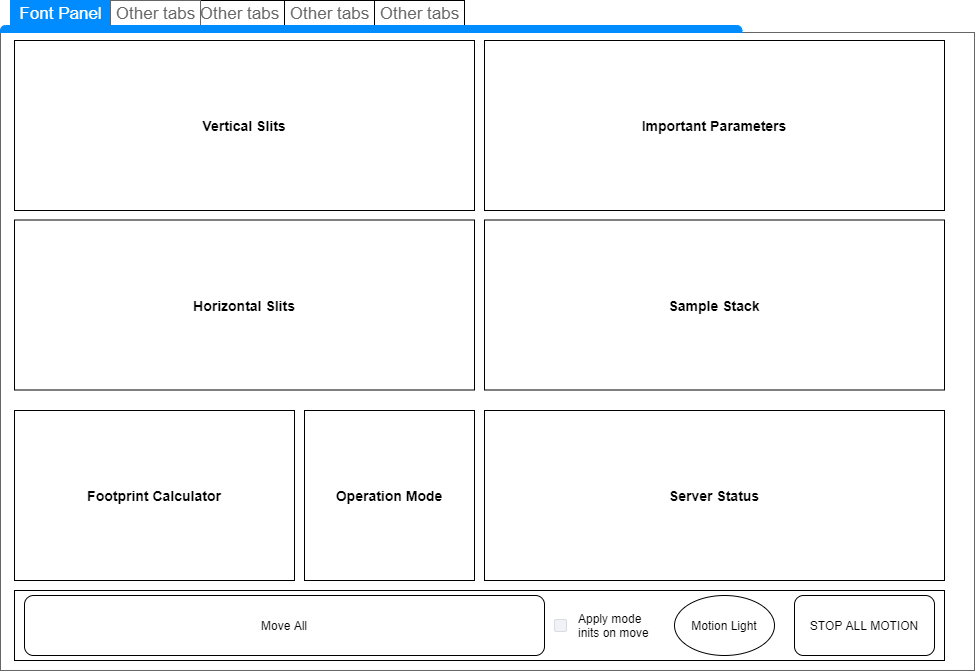 Font Panel Other tabs Other tabs Other tabs Other tabs
Vertical Slits Important Parameters
Horizontal Slits Sample Stack
Footprint Calculator Operation Mode Server Status
Move All
Apply mode
inits on move
Motion Light
STOP ALL MOTION